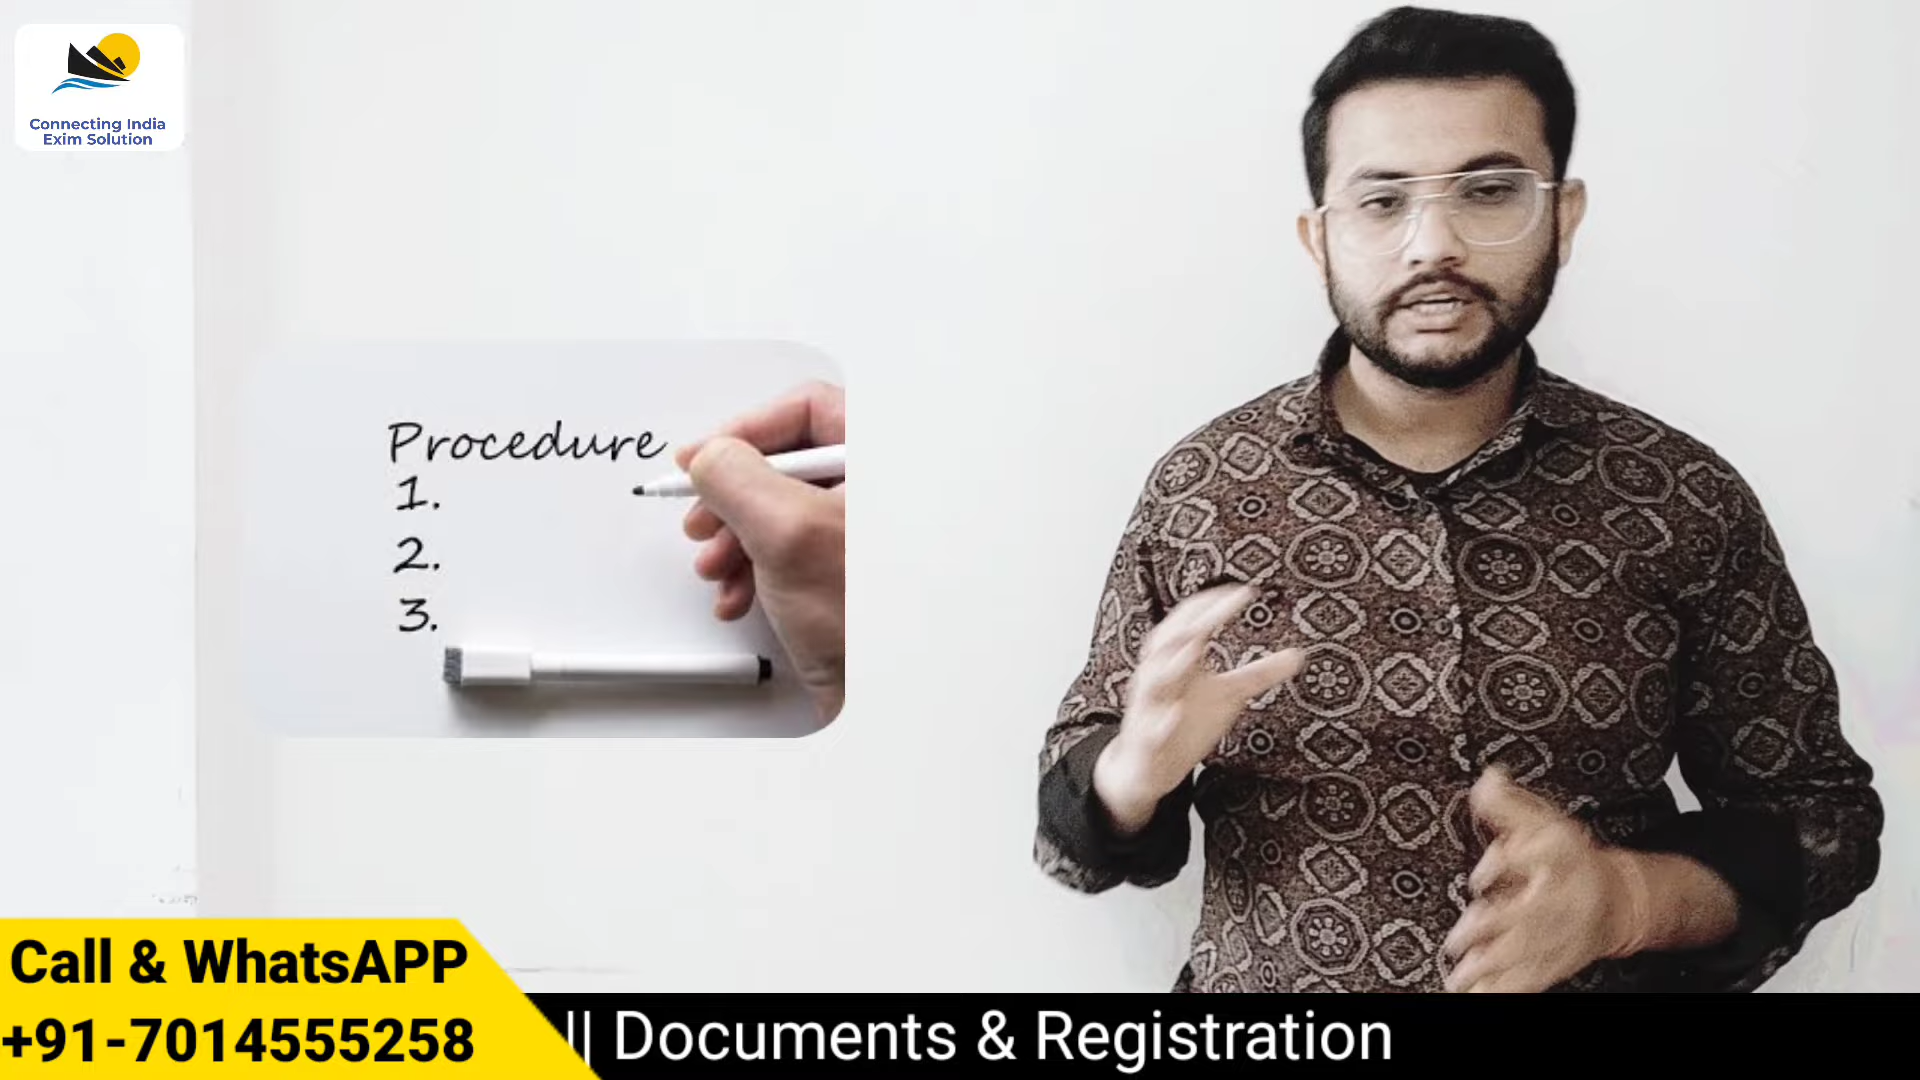 Connecting India
Exim Solution
Procedure
1.
2.
3.
Call & WhatsAPP
+91-7014555258
|| Documents & Registration